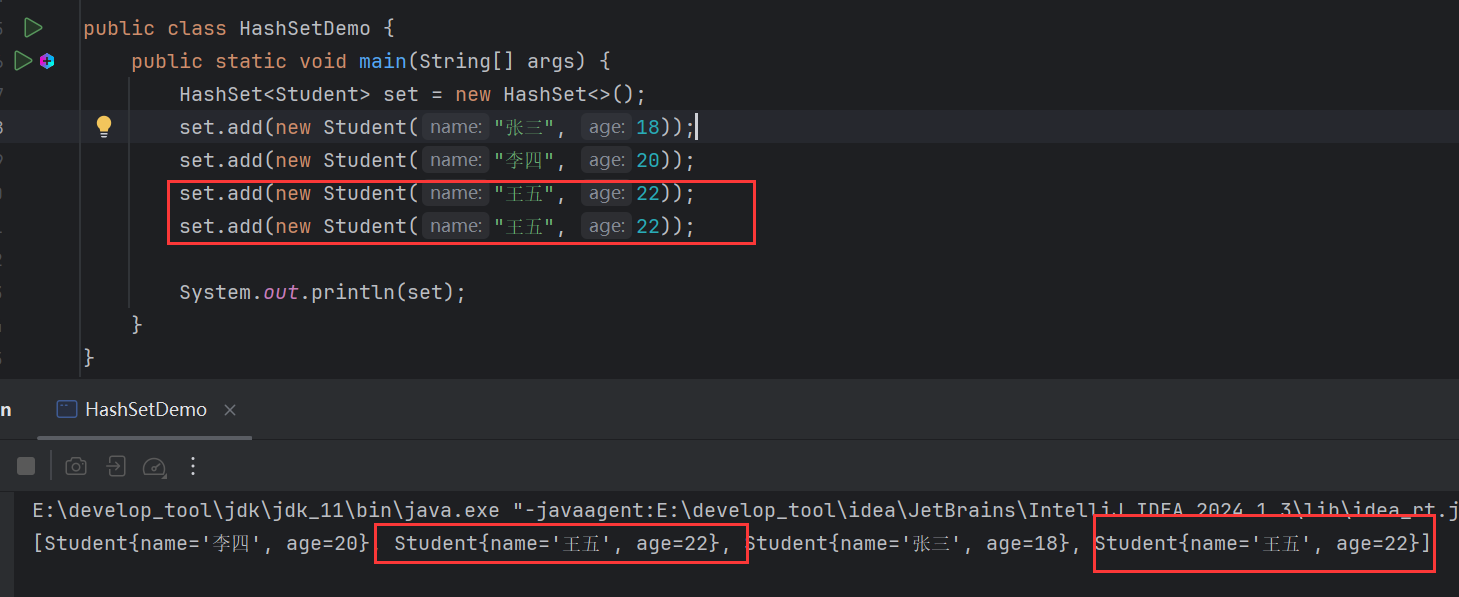 public class HashSetDemo {
public static void main(String[] args) {
HashSet<Student> set = new HashSet<>();
set.add(new Student( name: "张三", age: 18));
set.add(new Student( name: "李四", age: 20));
set.add(new Student( name: "王五", age: 22));
set.add(new Student( name: "王五", age: 22));
System.out.println(set);
}
}
n HashSetDemo ×
E:\develop_tool\jdk\jdk_11\bin\java.exe "-javaagent:E:\develop_tool\idea\JetBrains\IntelliJ IDEA 2024.1.3\lib\idea_rt.j
[Student{name='李四', age=20} Student{name='王五', age=22}, Student{name='张三', age=18}, Student{name='王五', age=22}]